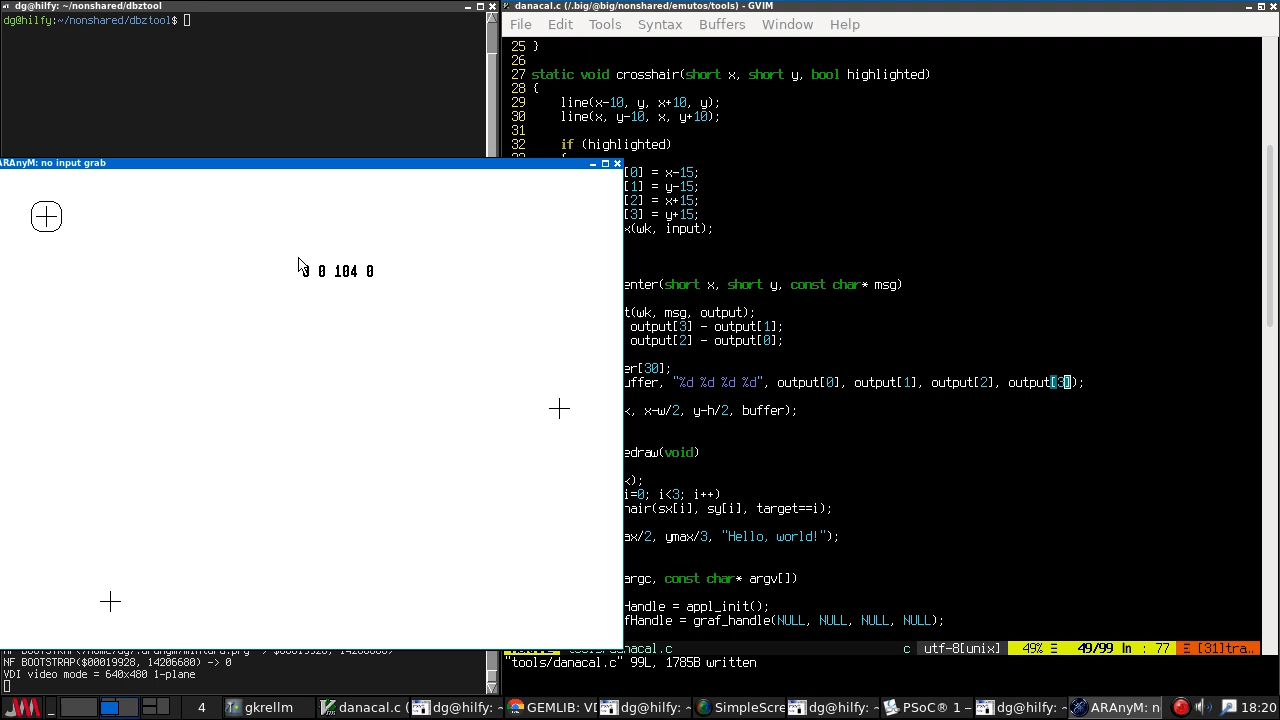 dg@hilfy: ~/nonshared/dbztool
dg@hilfy:~/nonshared/dbztool$
danacal.c (/.big/@big/nonshared/emutos/tools) - GVIM
File Edit Tools Syntax Buffers Window Help
25 }
26
27 static void crosshair(short x, short y, bool highlighted)
28 {
29 line(x-10, y, x+10, y);
30 line(x, y-10, x, y+10);
31
32 if (highlighted)
{
ARAnyM: no input grab
[0] = x-15;
[1] = y-15;
[2] = x+15;
[3] = y+15;
x(wk, input);
0 104 0
enter(short x, short y, const char* msg)
t(wk, msg, output);
output[3] - output[1];
output[2] - output[0];
er[30];
uffer, "%d %d %d %d", output[0], output[1], output[2], output[3]);
k, x-w/2, y-h/2, buffer);
edraw(void)
k);
i=0; i<3; i++)
hair(sx[i], sy[i], target==i);
ax/2, ymax/3, "Hello, world!");
argc, const char* argv[])
Handle = appl_init();
fHandle = graf_handle(NULL, NULL, NULL, NULL);
tools/danacal.c c utf-8[unix] 49% Ξ 49/99 ln : 77 Ξ [31]tra..
"tools/danacal.c" 99L, 1785B written
NF BOOTSTRAP($00019928, 14206680) -> 0
VDI video mode = 640x480 1-plane
4 gkrellm danacal.c dg@hilfy: GEMLIB: VD dg@hilfy: SimpleScre dg@hilfy: PSoC® 1 - dg@hilfy: ARAnyM: n 18:20